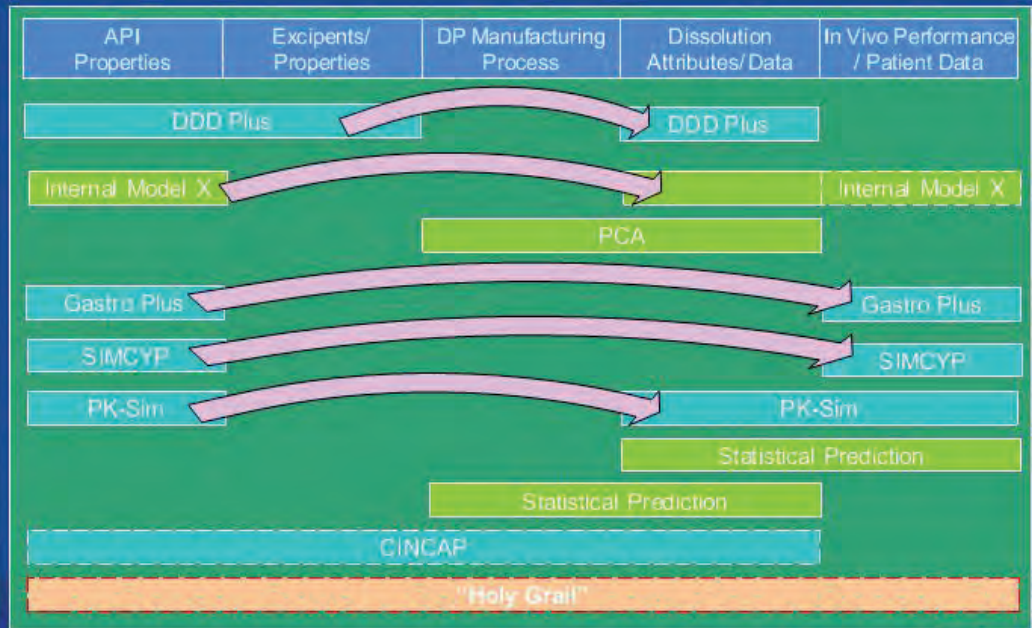 API
Properties
Excipents/
Properties
DP Manufacturing
Process
Dissolution
Attributes/ Data
In Vivo Performance
/ Patient Data
DDD Plus
DDD Plus
Internal Model X
Internal Model X
PCA
Gastro Plus
Gastro Plus
SIMCYP
SIMCYP
PK-Sim
PK-Sim
Statistical Prediction
Statistical Prediction
CINCAP
"Holy Grail"